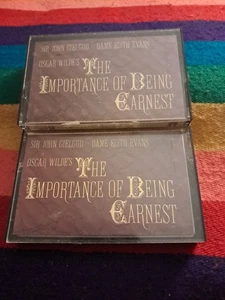 SIR JOHN GIELGUD - DAME EDITH EVANS
OSCAR WILDE'S THE
IMPORTANCE OF BEING
EARNEST
SIR JOHN GIELGUD - DAME EDITH EVANS
OSCAR WILDE'S THE
IMPORTANCE OF BEING
EARNEST